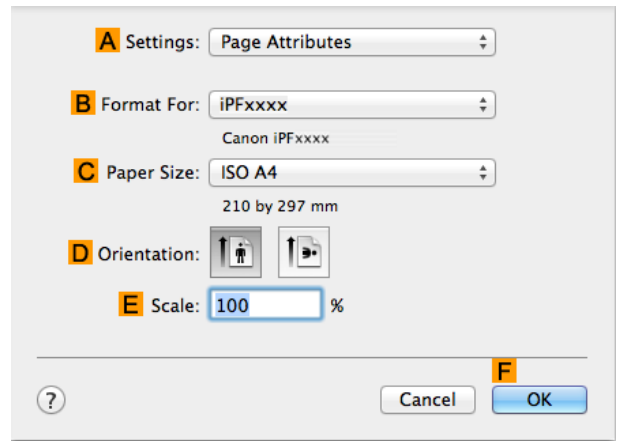 A Settings: Page Attributes
B Format For: iPFxxxx
Canon iPFxxxx
C Paper Size: ISO A4
210 by 297 mm
D Orientation:
E Scale: 100 %
F
? Cancel OK